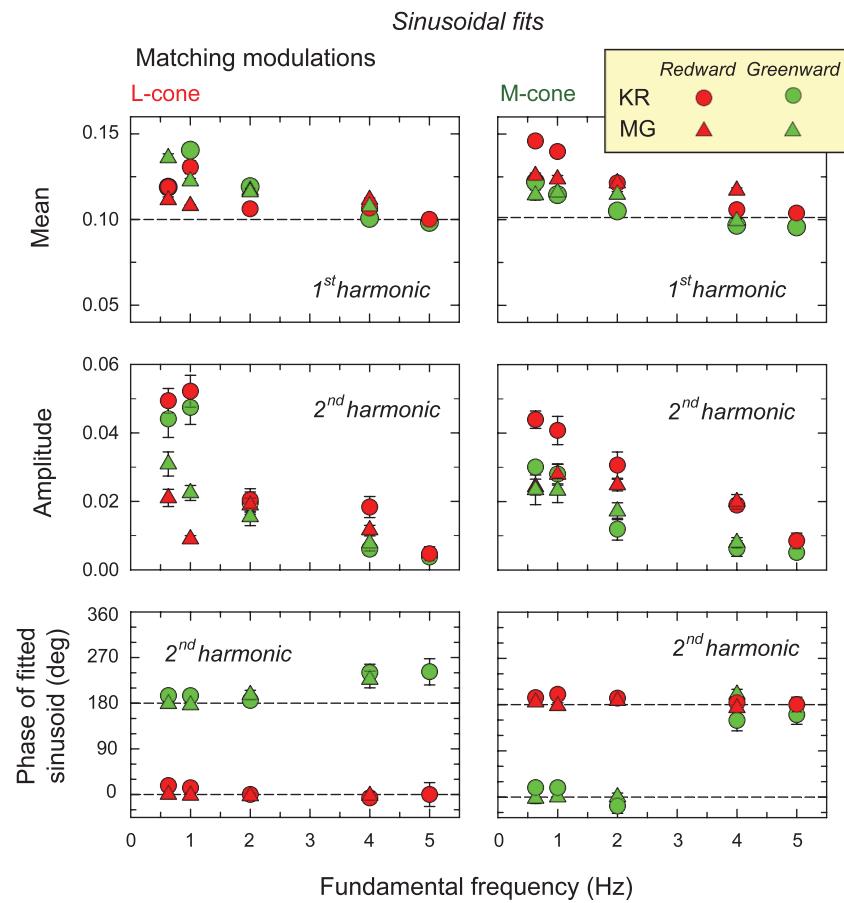 Sinusoidal fits
Matching modulations
Redward Greenward
L-cone
M-cone
KR
MG
0.15
0.10
0.05
Mean
1st harmonic
1st harmonic
0.06
0.04
0.02
0.00
Amplitude
2nd harmonic
2nd harmonic
360
270
180
90
0
Phase of fitted
sinusoid (deg)
2nd harmonic
2nd harmonic
0 1 2 3 4 5
0 1 2 3 4 5
Fundamental frequency (Hz)